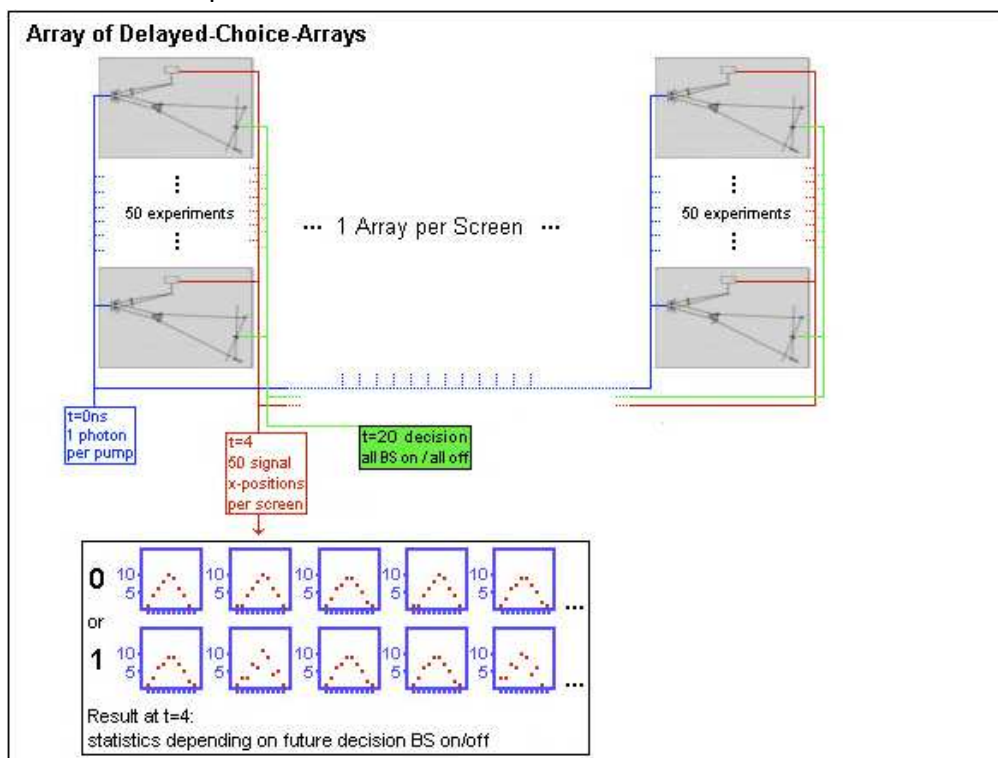 Array of Delayed-Choice-Arrays
50 experiments
... 1 Array per Screen ...
50 experiments
t=0ns
1 photon
per pump
t=4
50 signal
x-positions
per screen
t=20 decision
all BS on / all off
0
10
5
10
5
10
5
10
5
10
5
...
or
1
10
5
10
5
10
5
10
5
10
5
...
Result at t=4:
statistics depending on future decision BS on/off